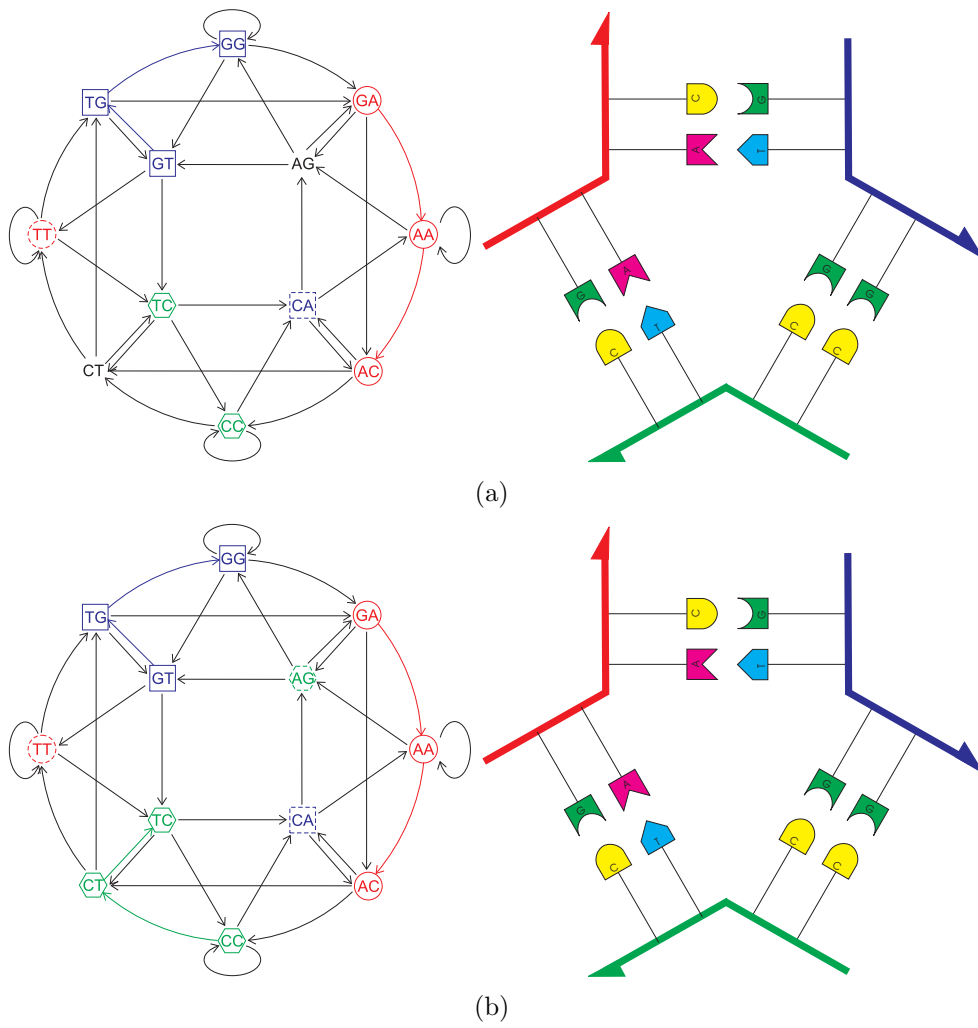 GG
TG GA
GT AG
TT AA
TC CA
CT AC
CC
C G
A T
A G
G G
T C
C C
(a)
GG
TG GA
GT AG
TT AA
TC CA
CT AC
CC
C G
A T
A G
G G
T C
C C
(b)